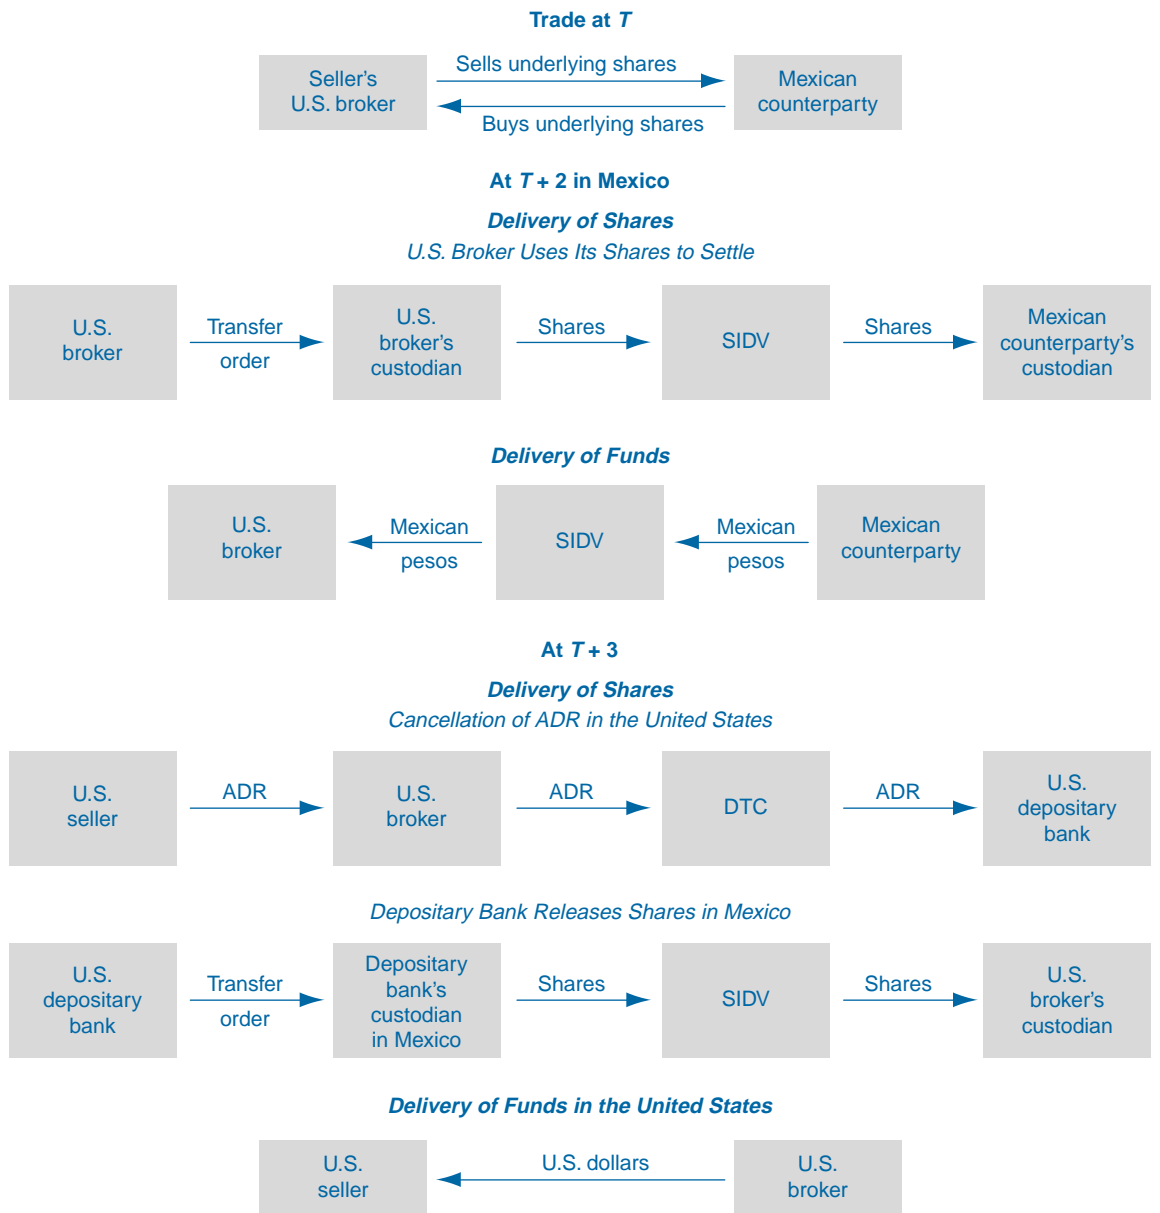 Trade at T
Seller's
U.S. broker
Sells underlying shares
Buys underlying shares
Mexican
counterparty
At T + 2 in Mexico
Delivery of Shares
U.S. Broker Uses Its Shares to Settle
U.S.
broker
Transfer
order
U.S.
broker's
custodian
Shares
SIDV
Shares
Mexican
counterparty's
custodian
Delivery of Funds
U.S.
broker
Mexican
pesos
SIDV
Mexican
pesos
Mexican
counterparty
At T + 3
Delivery of Shares
Cancellation of ADR in the United States
U.S.
seller
ADR
U.S.
broker
ADR
DTC
ADR
U.S.
depositary
bank
Depositary Bank Releases Shares in Mexico
U.S.
depositary
bank
Transfer
order
Depositary
bank's
custodian
in Mexico
Shares
SIDV
Shares
U.S.
broker's
custodian
Delivery of Funds in the United States
U.S.
seller
U.S. dollars
U.S.
broker